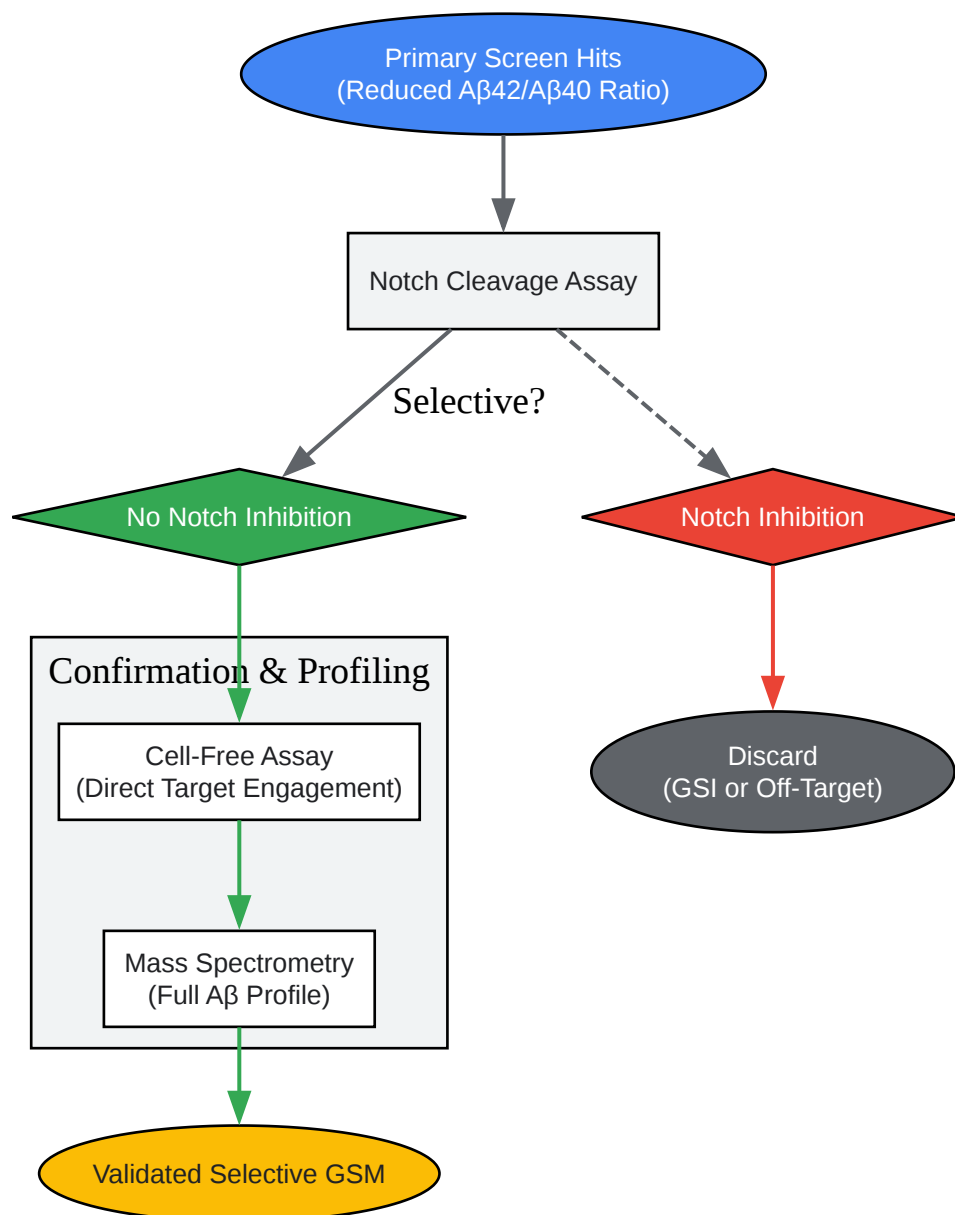 Primary Screen Hits
(Reduced Aβ42/Aβ40 Ratio)
Notch Cleavage Assay
Selective?
No Notch Inhibition
Notch Inhibition
Confirmation & Profiling
Cell-Free Assay
(Direct Target Engagement)
Discard
(GSI or Off-Target)
Mass Spectrometry
(Full Aβ Profile)
Validated Selective GSM